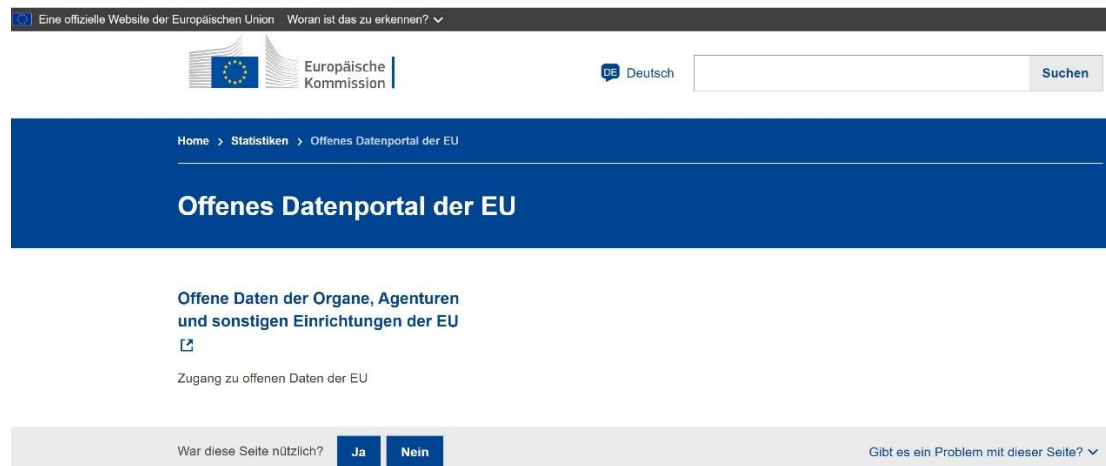 Eine offizielle Website der Europäischen Union Woran ist das zu erkennen?
Europäische
Kommission
DE Deutsch
Suchen
Home > Statistiken > Offenes Datenportal der EU
Offenes Datenportal der EU
Offene Daten der Organe, Agenturen
und sonstigen Einrichtungen der EU
Zugang zu offenen Daten der EU
War diese Seite nützlich? Ja Nein
Gibt es ein Problem mit dieser Seite?